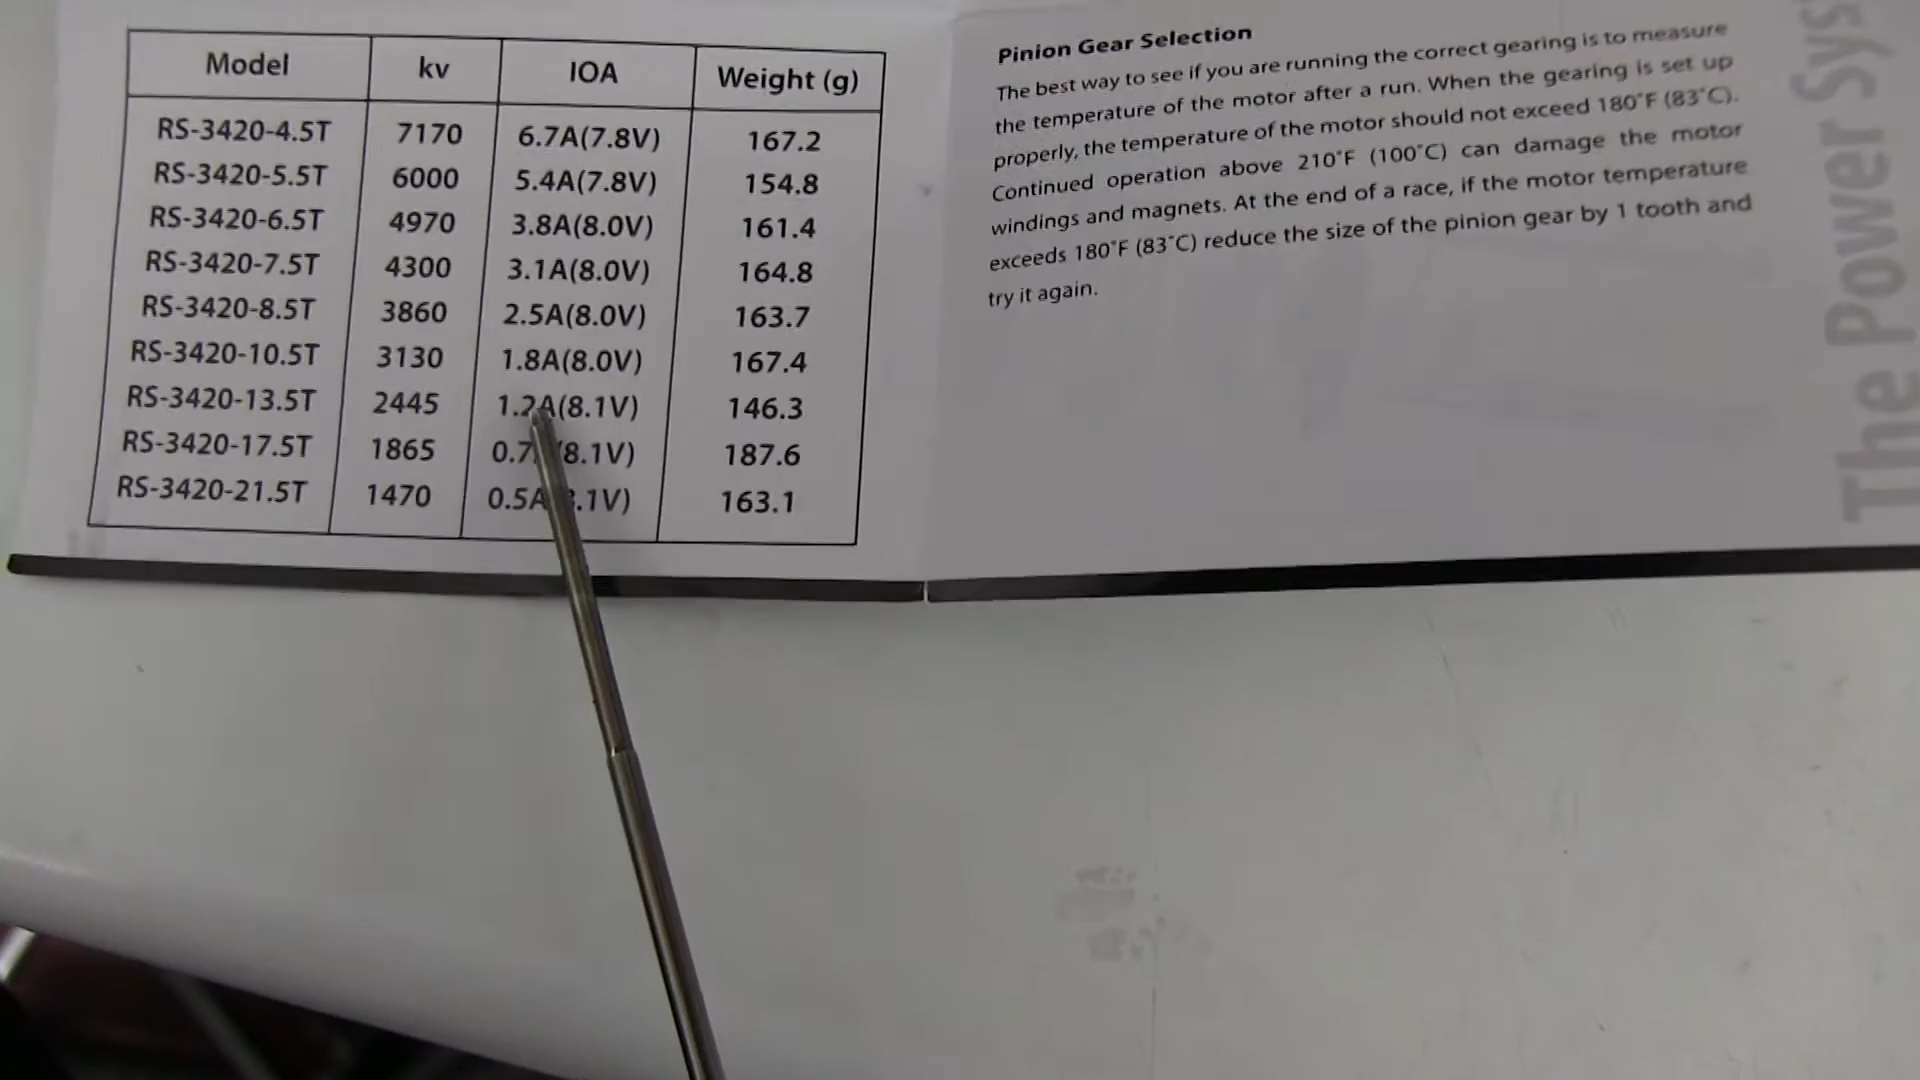 Model kv IOA Weight (g)
RS-3420-4.5T 7170 6.7A(7.8V) 167.2
RS-3420-5.5T 6000 5.4A(7.8V) 154.8
RS-3420-6.5T 4970 3.8A(8.0V) 161.4
RS-3420-7.5T 4300 3.1A(8.0V) 164.8
RS-3420-8.5T 3860 2.5A(8.0V) 163.7
RS-3420-10.5T 3130 1.8A(8.0V) 167.4
RS-3420-13.5T 2445 1.2A(8.1V) 146.3
RS-3420-17.5T 1865 0.7 (8.1V) 187.6
RS-3420-21.5T 1470 0.5A .1V) 163.1
Pinion Gear Selection
The best way to see if you are running the correct gearing is to measure
the temperature of the motor after a run. When the gearing is set up
properly, the temperature of the motor should not exceed 180˚F (83˚C).
Continued operation above 210˚F (100˚C) can damage the motor
windings and magnets. At the end of a race, if the motor temperature
exceeds 180˚F (83˚C) reduce the size of the pinion gear by 1 tooth and
try it again.
The Power Sys